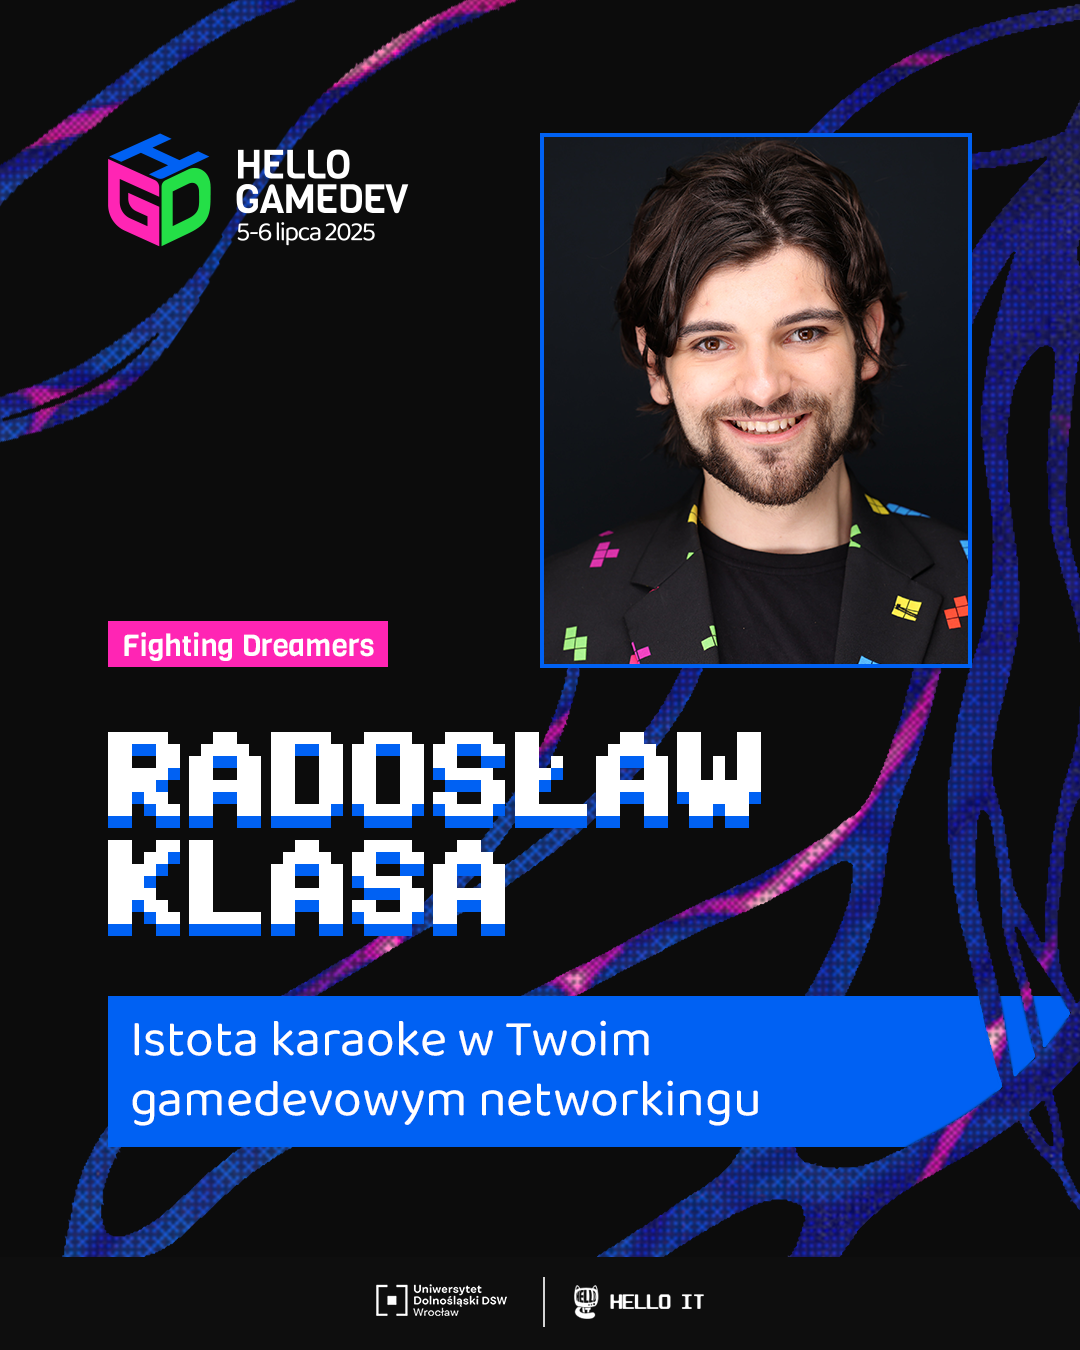 HELLO
GAMEDEV
5-6 lipca 2025
Fighting Dreamers
RADOSŁAW
KLASA
Istota karaoke w Twoim
gamedevowym networkingu
Uniwersytet
Dolnośląski DSW
Wrocław
HELLO IT